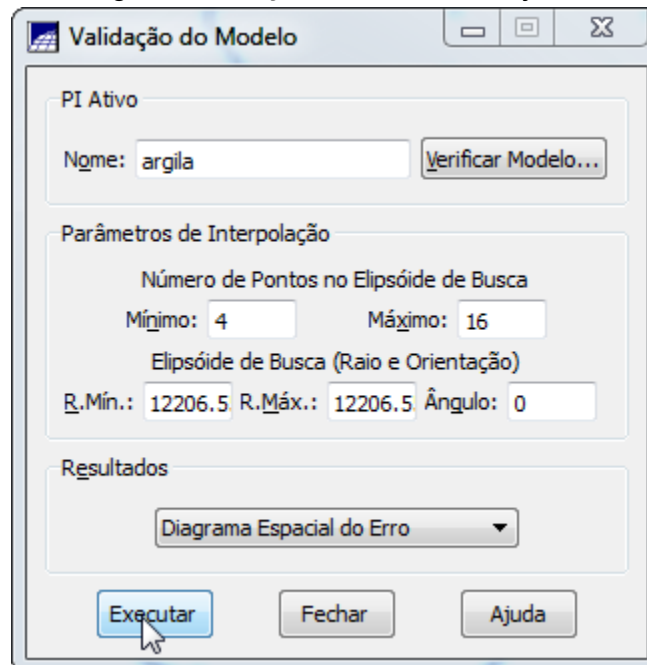 Validação do Modelo
PI Ativo
Nome: argila Verificar Modelo...
Parâmetros de Interpolação
Número de Pontos no Elipsóide de Busca
Mínimo: 4 Máximo: 16
Elipsóide de Busca (Raio e Orientação)
R.Mín.: 12206.5 R.Máx.: 12206.5 Ângulo: 0
Resultados
Diagrama Espacial do Erro
Executar Fechar Ajuda